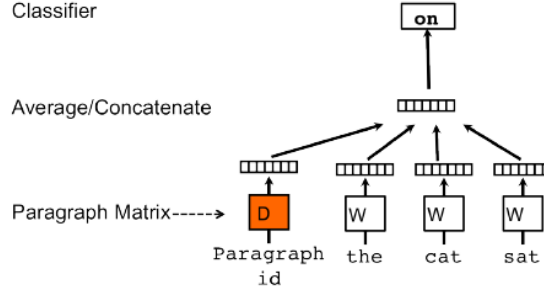 Classifier
on
Average/Concatenate
Paragraph Matrix
D
W
W
W
Paragraph
id
the
cat
sat